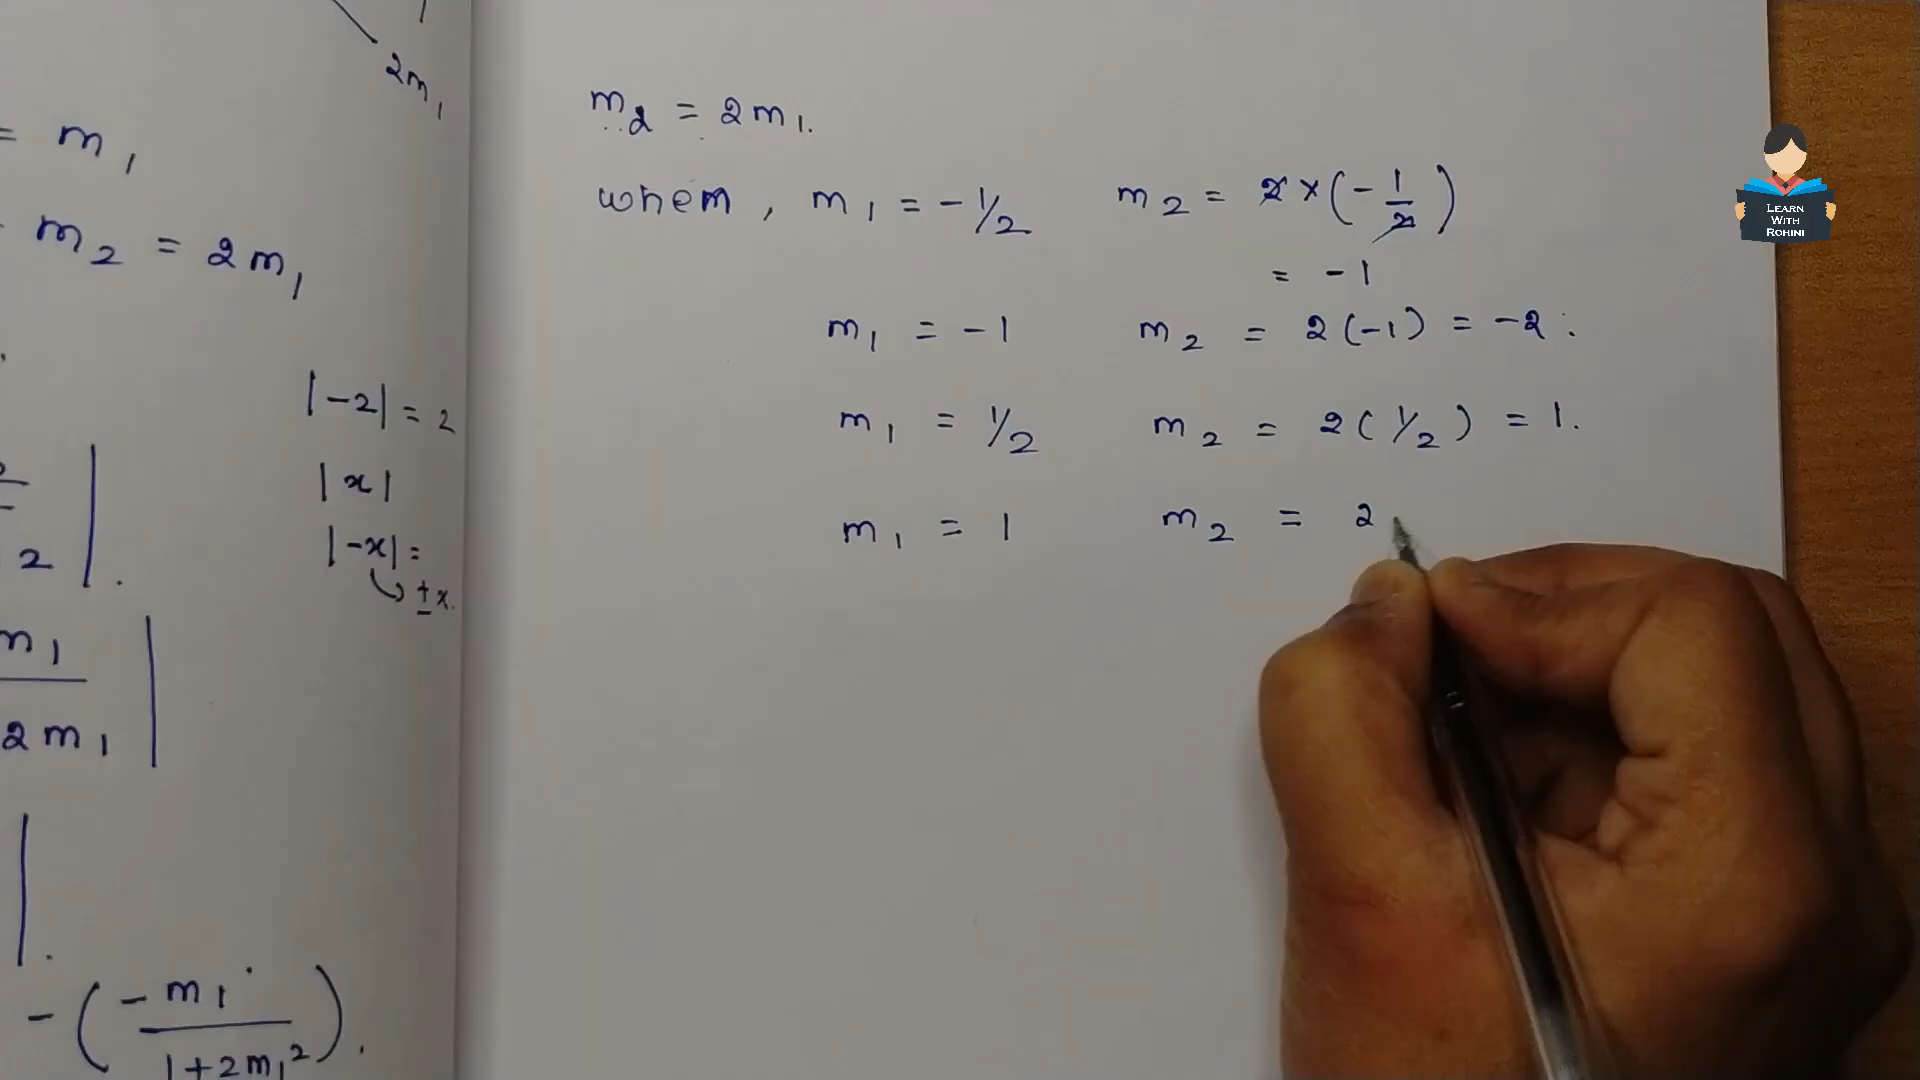 2m₁
= m₁
m₂ = 2m₁
|-2| = 2
|x|
|-x| =
↳ ±x.
2 | .
m₁ |
2m₁ |
| .
- ( -m₁ / 1+2m₁² ) .
m₂ = 2m₁.
when, m₁ = -1/2 m₂ = 2 × (- 1/2)
= -1
m₁ = -1 m₂ = 2(-1) = -2.
m₁ = 1/2 m₂ = 2(1/2) = 1.
m₁ = 1 m₂ = 2
LEARN
WITH
ROHINI